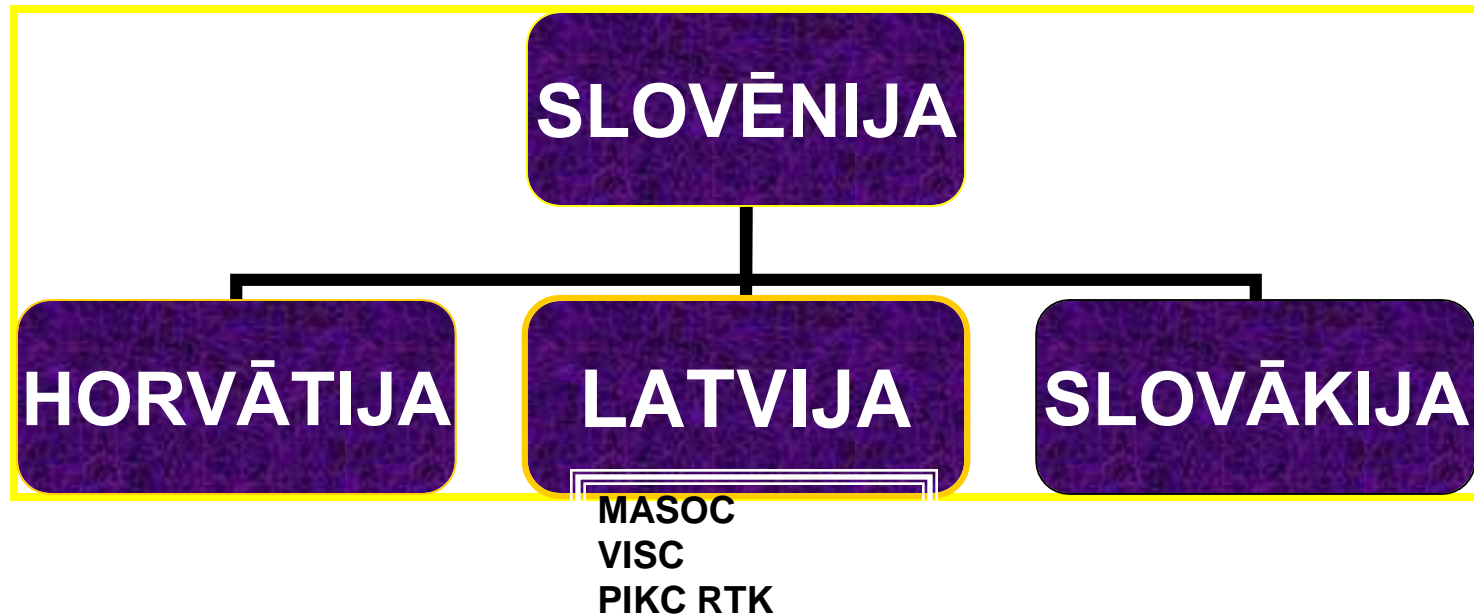 SLOVĒNIJA
HORVĀTIJA
LATVIJA
SLOVĀKIJA
MASOC
VISC
PIKC RTK